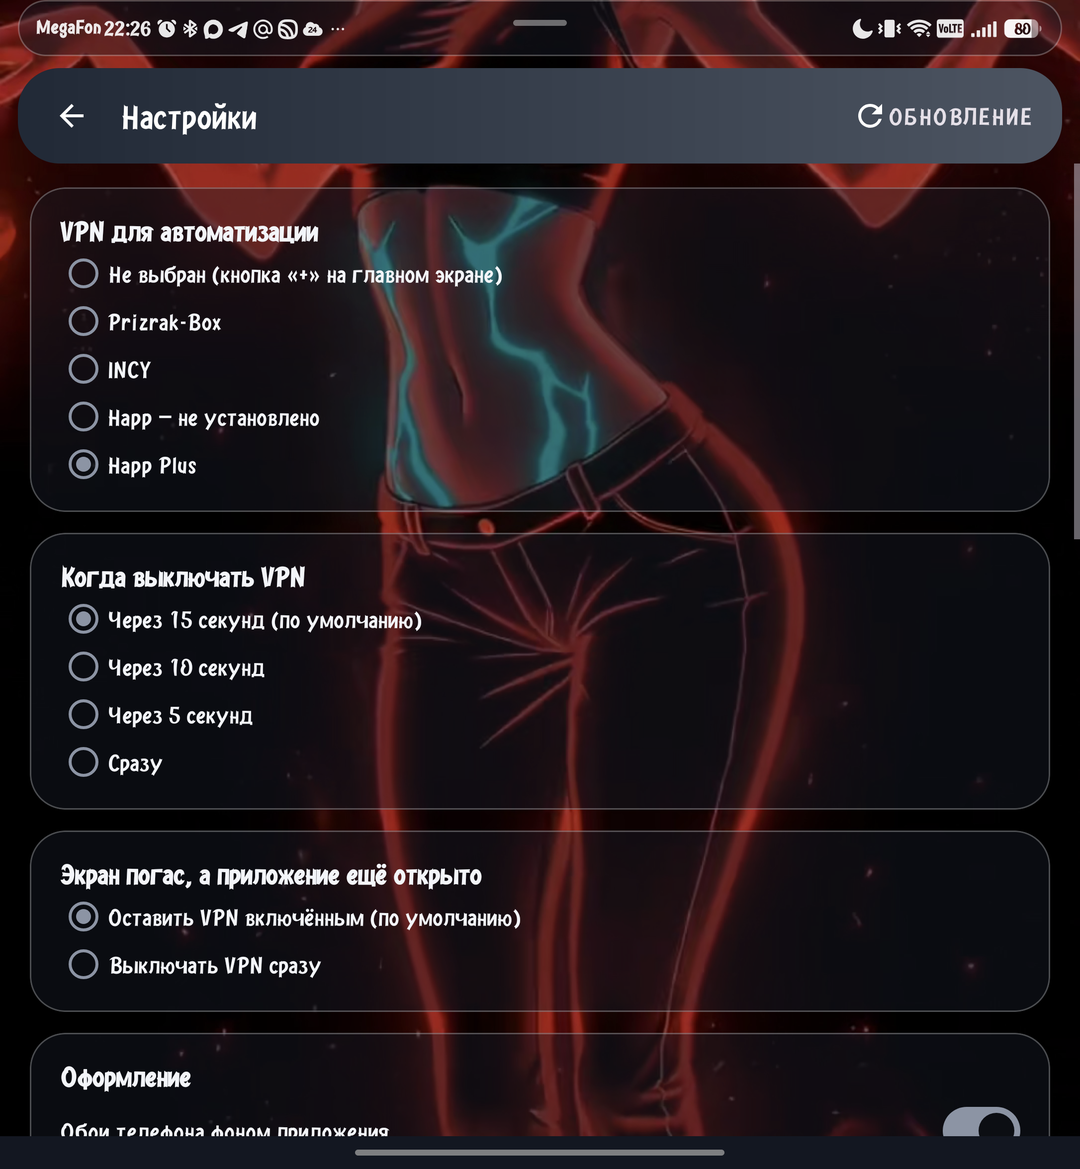 MegaFon 22:26 24 ··· VoLTE 80
Настройки
ОБНОВЛЕНИЕ
VPN для автоматизации
Не выбран (кнопка «+» на главном экране)
Prizrak-Box
INCY
Happ — не установлено
Happ Plus
Когда выключать VPN
Через 15 секунд (по умолчанию)
Через 10 секунд
Через 5 секунд
Сразу
Экран погас, а приложение ещё открыто
Оставить VPN включённым (по умолчанию)
Выключать VPN сразу
Оформление
Обои телефона фоном приложения